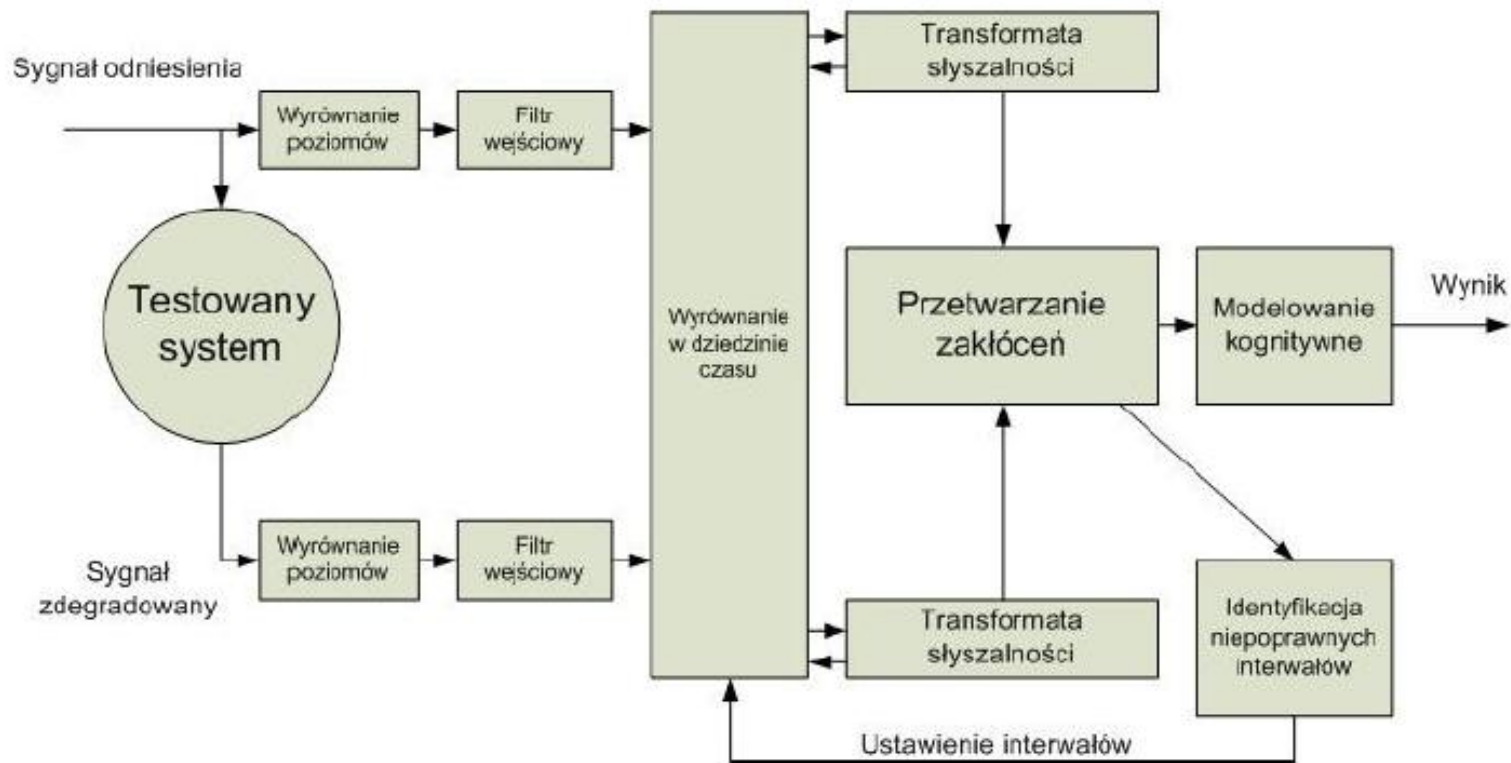 Transformata
słyszalności
Sygnał odniesienia
Wyrównanie
poziomów
Filtr
wejściowy
Testowany
system
Wyrównanie
w dziedzinie
czasu
Przetwarzanie
zakłóceń
Modelowanie
kognitywne
Wynik
Wyrównanie
poziomów
Filtr
wejściowy
Sygnał
zdegradowany
Transformata
słyszalności
Identyfikacja
niepoprawnych
interwałów
Ustawienie interwałów